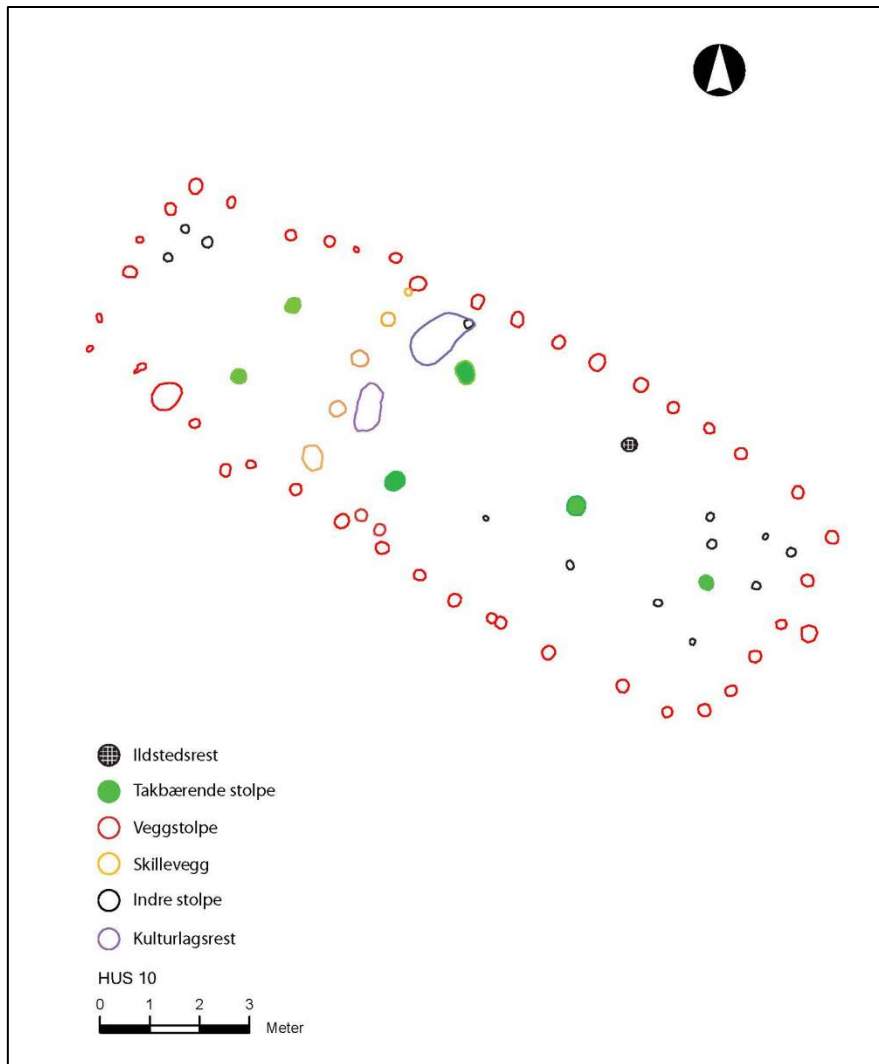 Ildstedsrest
Takbærende stolpe
Veggstolpe
Skillevegg
Indre stolpe
Kulturlagsrest
HUS 10
0 1 2 3
Meter